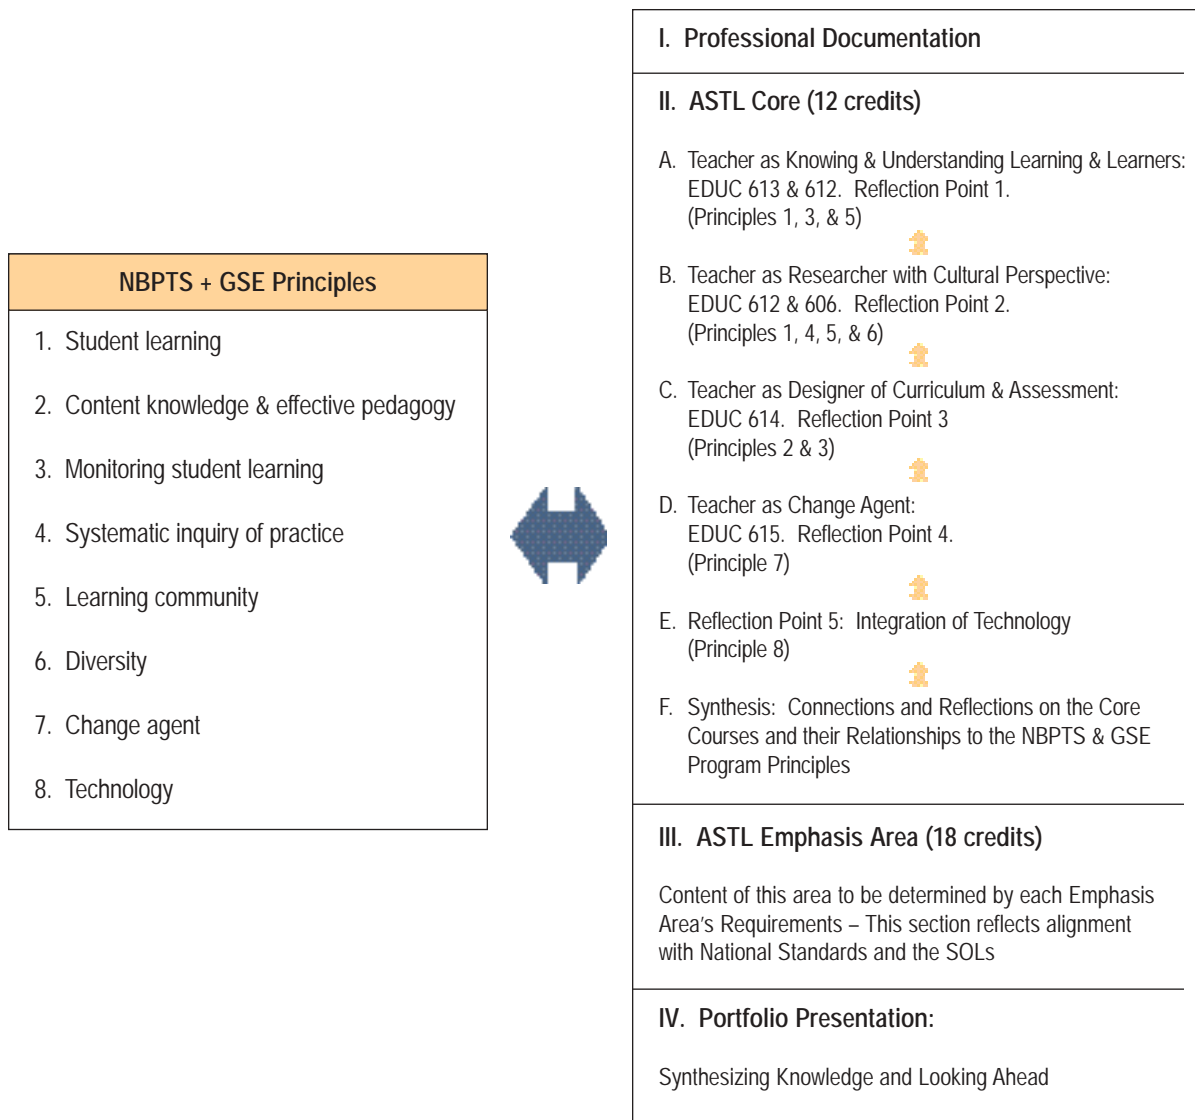 NBPTS + GSE Principles
1. Student learning
2. Content knowledge & effective pedagogy
3. Monitoring student learning
4. Systematic inquiry of practice
5. Learning community
6. Diversity
7. Change agent
8. Technology
I. Professional Documentation
II. ASTL Core (12 credits)
A. Teacher as Knowing & Understanding Learning & Learners:
EDUC 613 & 612. Reflection Point 1.
(Principles 1, 3, & 5)
B. Teacher as Researcher with Cultural Perspective:
EDUC 612 & 606. Reflection Point 2.
(Principles 1, 4, 5, & 6)
C. Teacher as Designer of Curriculum & Assessment:
EDUC 614. Reflection Point 3
(Principles 2 & 3)
D. Teacher as Change Agent:
EDUC 615. Reflection Point 4.
(Principle 7)
E. Reflection Point 5: Integration of Technology
(Principle 8)
F. Synthesis: Connections and Reflections on the Core
Courses and their Relationships to the NBPTS & GSE
Program Principles
III. ASTL Emphasis Area (18 credits)
Content of this area to be determined by each Emphasis
Area's Requirements – This section reflects alignment
with National Standards and the SOLs
IV. Portfolio Presentation:
Synthesizing Knowledge and Looking Ahead